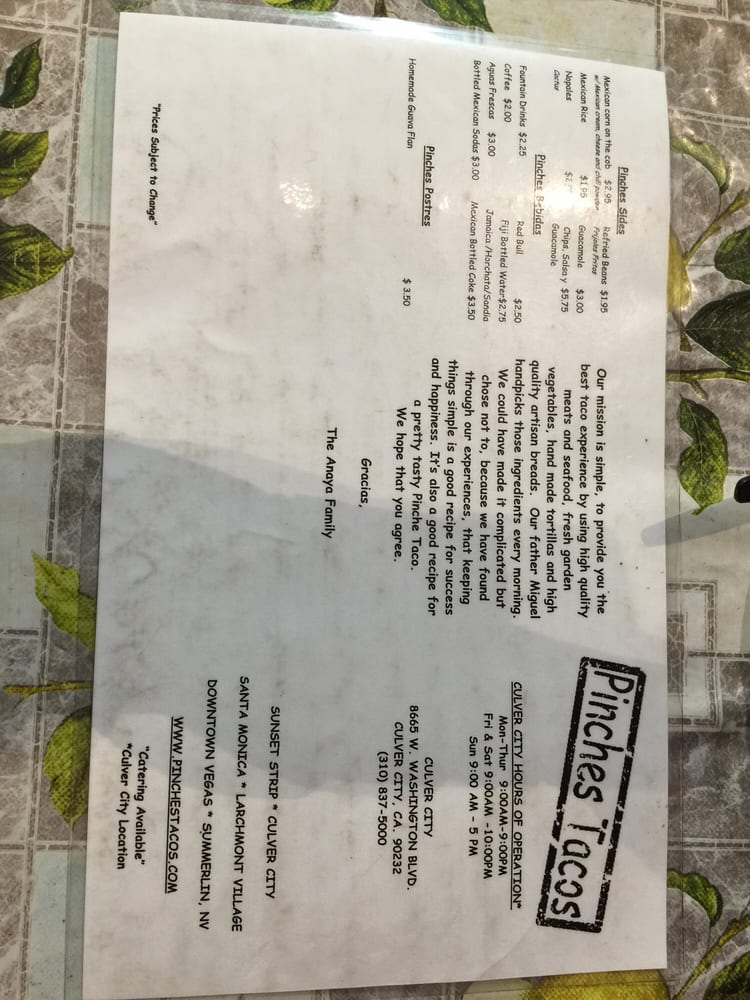 Pinches Sides
Mexican corn on the cob $2.95 Refried Beans $1.95
w/ Mexican cream, cheese and chili powder Frijoles Fritos
Mexican Rice $1.95 Guacamole $3.00
Nopales Chips, Salsa y $5.75
Cactus Guacamole
Pinches Bebidas
Fountain Drinks $2.25 Red Bull $2.50
Coffee $2.00 Fiji Bottled Water$2.75
Aguas Frescas $3.00 Jamaica /Horchata/Sandia
Bottled Mexican Sodas $3.00 Mexican Bottled Coke $3.50
Pinches Postres
Homemade Guava Flan $ 3.50
"Prices Subject to Change"
Our mission is simple, to provide you the
best taco experience by using high quality
meats and seafood, fresh garden
vegetables, hand made tortillas and high
quality artisan breads. Our father Miguel
handpicks those ingredients every morning.
We could have made it complicated but
chose not to, because we have found
through our experiences, that keeping
things simple is a good recipe for success
and happiness. It's also a good recipe for
a pretty tasty Pinche Taco.
We hope that you agree.
Gracias,
The Anaya Family
Pinches Tacos
CULVER CITY HOURS OF OPERATION*
Mon-Thur 9:00AM-9:00PM
Fri & Sat 9:00AM -10:00PM
Sun 9:00 AM - 5 PM
CULVER CITY
8665 W. WASHINGTON BLVD.
CULVER CITY, CA. 90232
(310) 837-5000
SUNSET STRIP * CULVER CITY
SANTA MONICA * LARCHMONT VILLAGE
DOWNTOWN VEGAS * SUMMERLIN, NV
WWW.PINCHESTACOS.COM
"Catering Available"
*Culver City Location